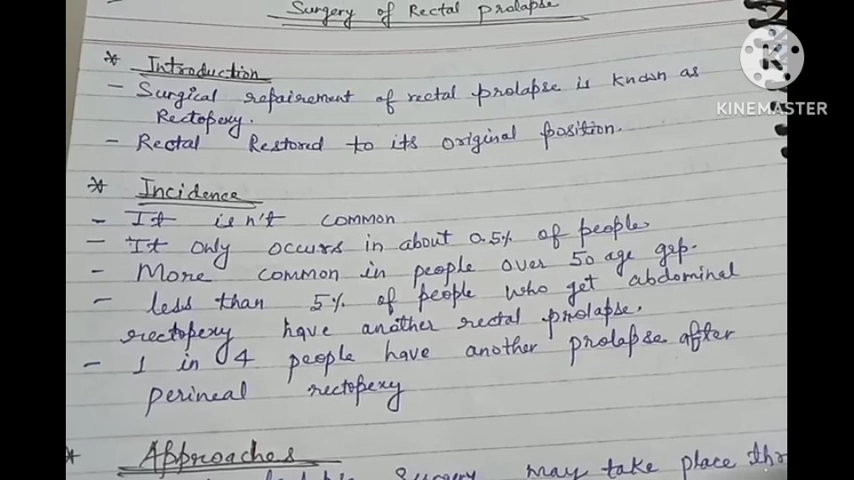 Surgery of Rectal Prolapse
* Introduction
- Surgical repairement of rectal prolapse is known as
Rectopexy.
- Rectal Restored to its original position.
* Incidence
- It isn't common
- It only occurs in about 0.5% of people
- More common in people over 50 age grp.
- less than 5% of people who get abdominal
rectopexy have another rectal prolapse.
- 1 in 4 people have another prolapse after
perineal rectopexy
* Approaches
surgery may take place thr
K
KINEMASTER